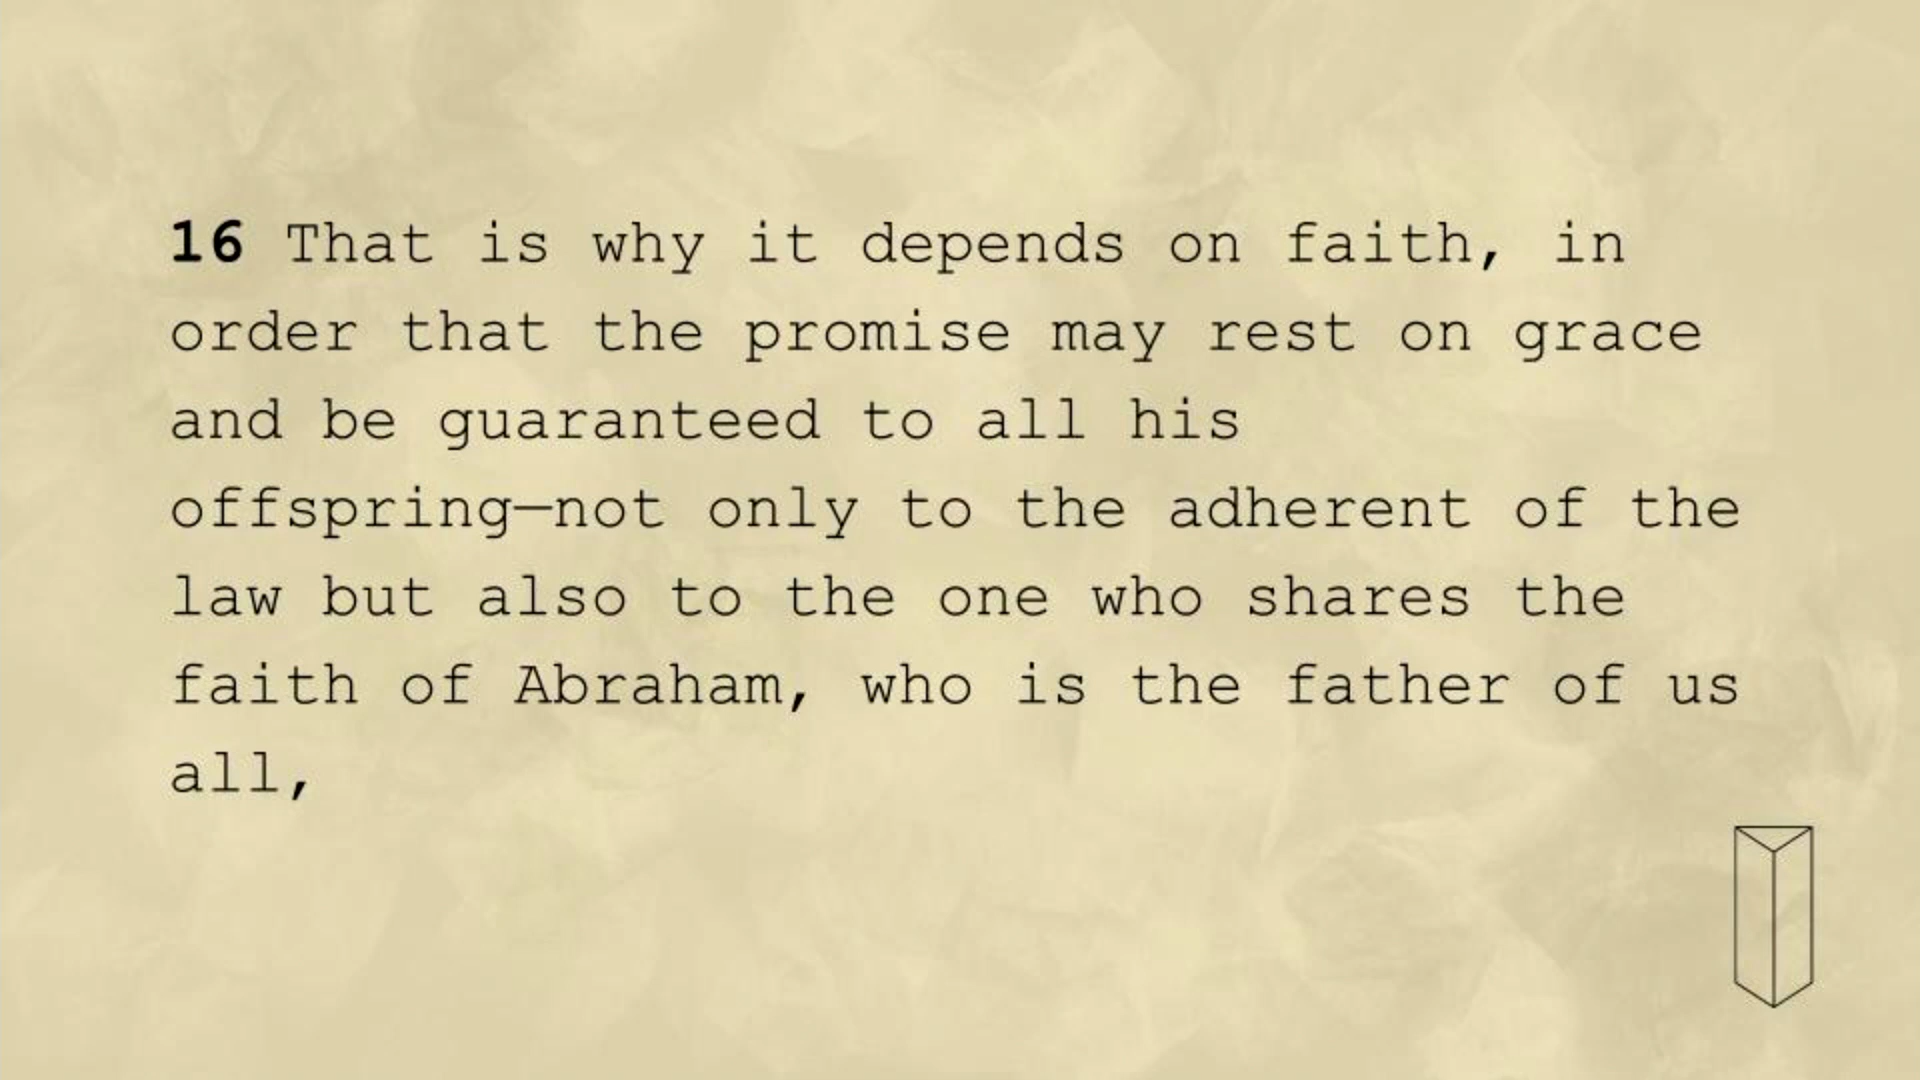 16 That is why it depends on faith, in
order that the promise may rest on grace
and be guaranteed to all his
offspring—not only to the adherent of the
law but also to the one who shares the
faith of Abraham, who is the father of us
all,